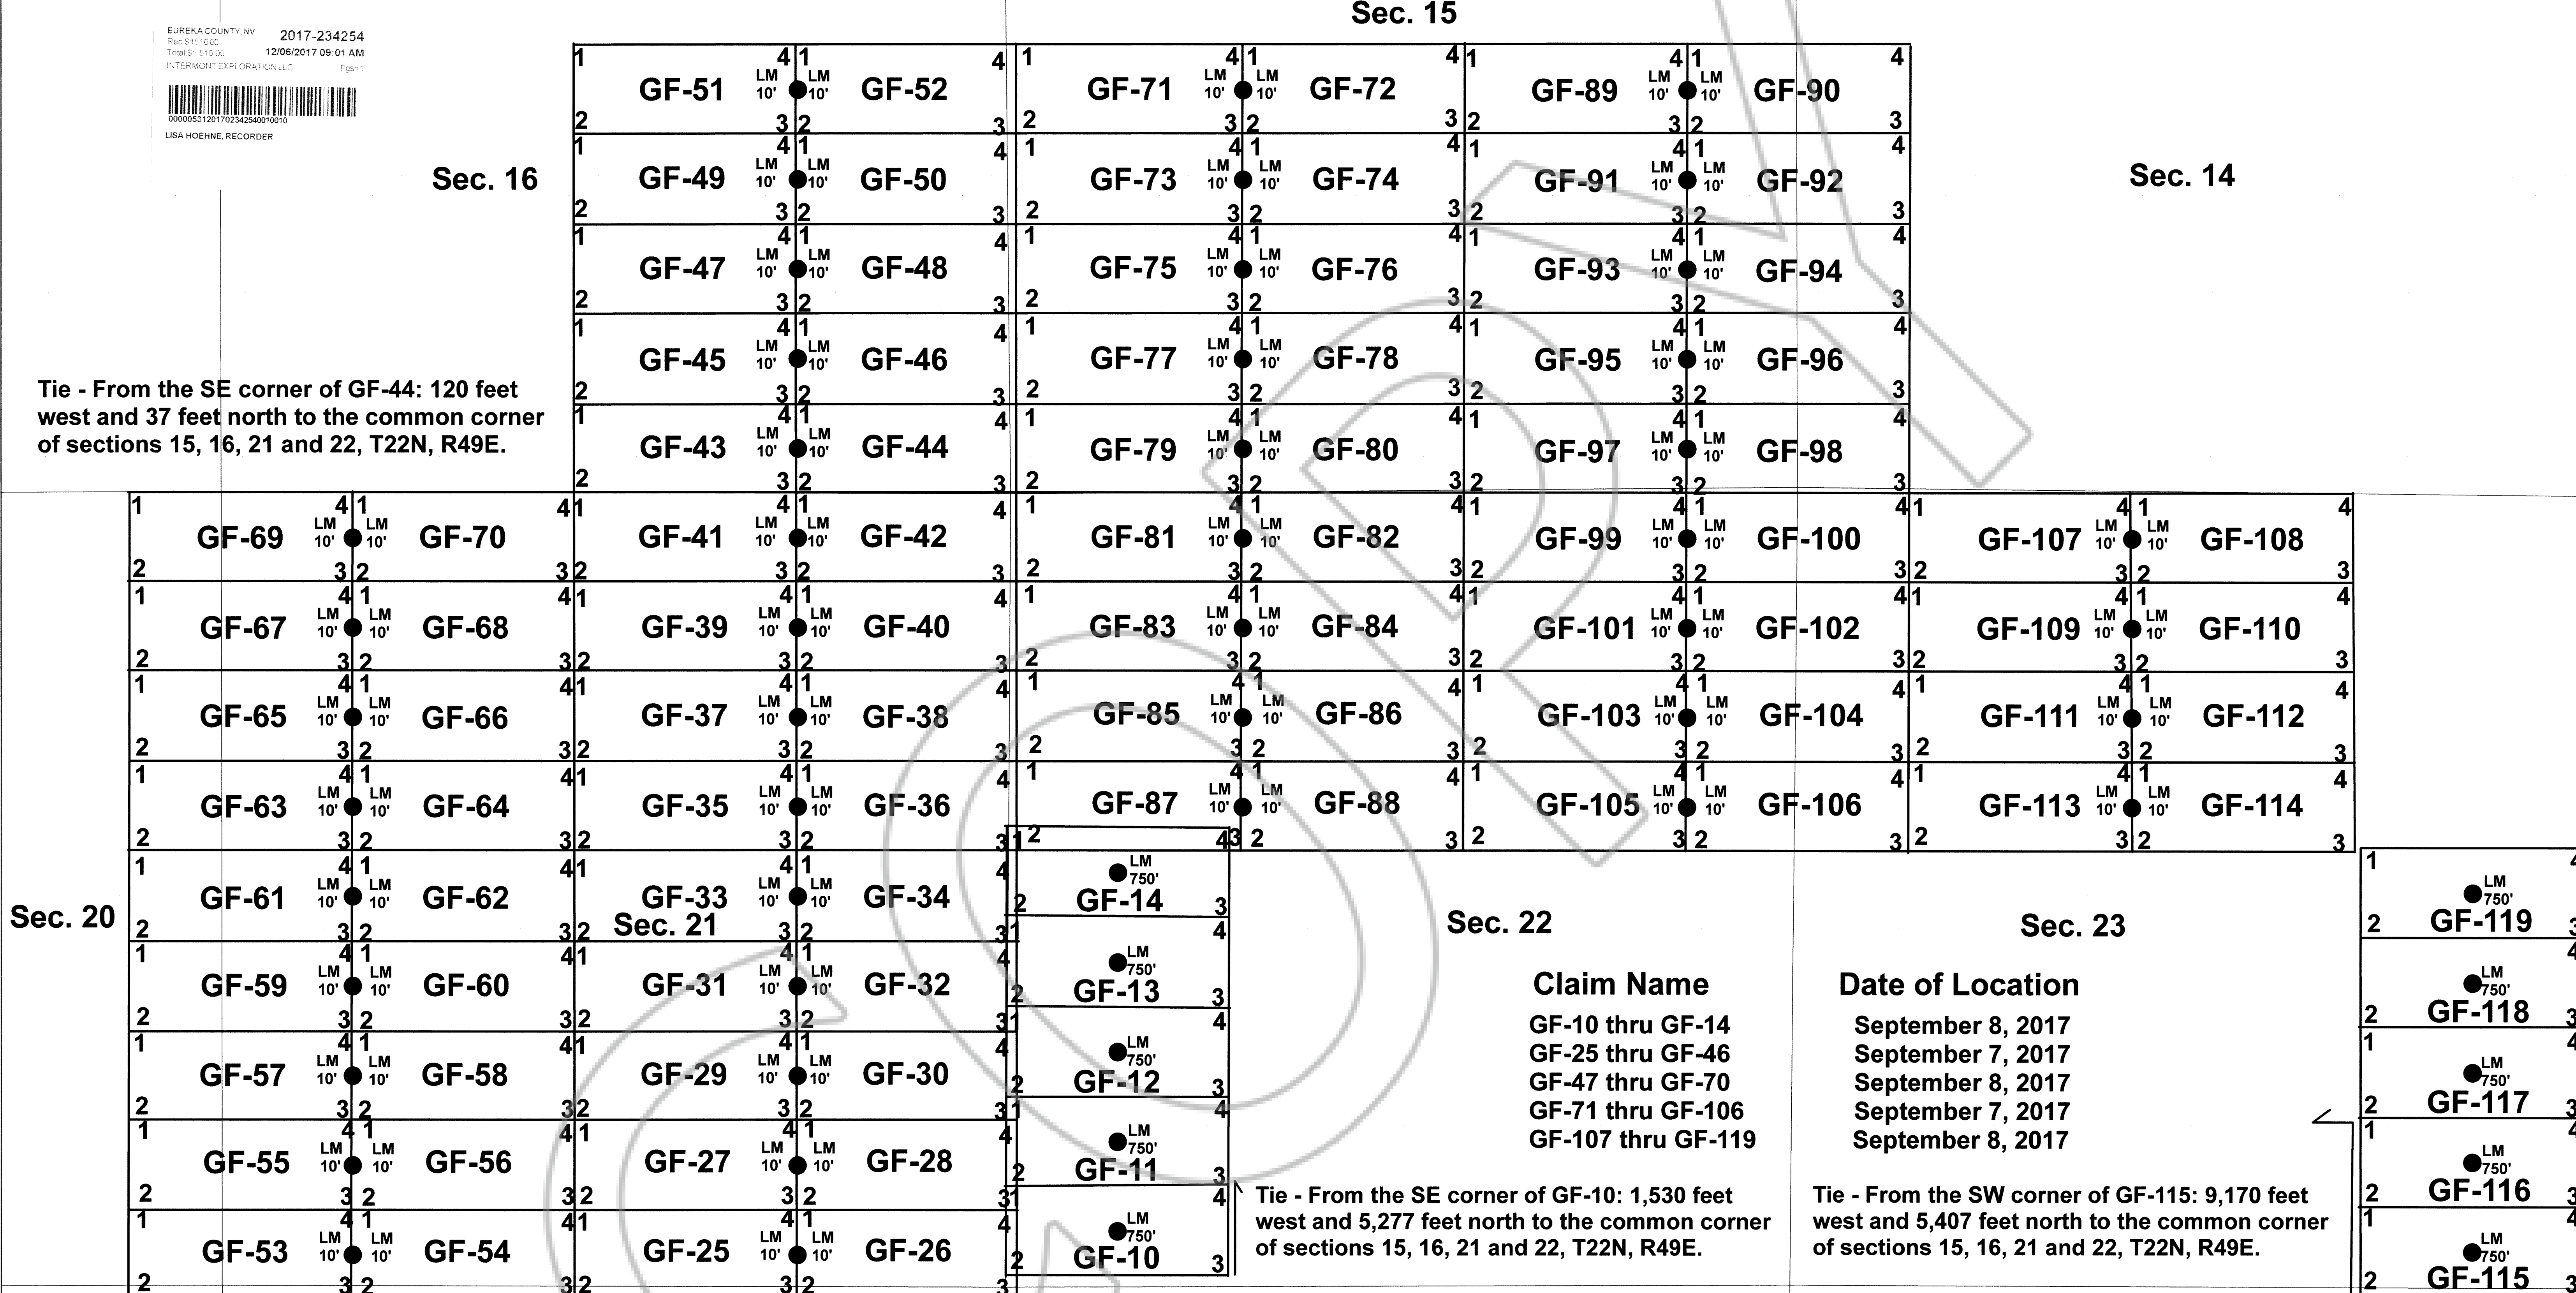 Sec. 15
EUREKA COUNTY, NV 2017-234254
Rec $1510.00
Total $1,510.00 12/06/2017 09:01 AM
INTERMONT EXPLORATION LLC Pgs=1
00000531201702342540010010
LISA HOEHNE, RECORDER
GF-51 GF-52 GF-71 GF-72 GF-89 GF-90
Sec. 16 GF-49 GF-50 GF-73 GF-74 GF-91 GF-92 Sec. 14
GF-47 GF-48 GF-75 GF-76 GF-93 GF-94
GF-45 GF-46 GF-77 GF-78 GF-95 GF-96
Tie - From the SE corner of GF-44: 120 feet
west and 37 feet north to the common corner
of sections 15, 16, 21 and 22, T22N, R49E.
GF-43 GF-44 GF-79 GF-80 GF-97 GF-98
GF-69 GF-70 GF-41 GF-42 GF-81 GF-82 GF-99 GF-100 GF-107 GF-108
GF-67 GF-68 GF-39 GF-40 GF-83 GF-84 GF-101 GF-102 GF-109 GF-110
GF-65 GF-66 GF-37 GF-38 GF-85 GF-86 GF-103 GF-104 GF-111 GF-112
GF-63 GF-64 GF-35 GF-36 GF-87 GF-88 GF-105 GF-106 GF-113 GF-114
GF-61 GF-62 GF-33 GF-34 GF-14
Sec. 20 Sec. 21 Sec. 22 Sec. 23 GF-119
GF-59 GF-60 GF-31 GF-32 GF-13 GF-118
GF-57 GF-58 GF-29 GF-30 GF-12 GF-117
GF-55 GF-56 GF-27 GF-28 GF-11 GF-116
GF-53 GF-54 GF-25 GF-26 GF-10 GF-115
LM 10'
LM 750'
1 2 3 4
Claim Name Date of Location
GF-10 thru GF-14 September 8, 2017
GF-25 thru GF-46 September 7, 2017
GF-47 thru GF-70 September 8, 2017
GF-71 thru GF-106 September 7, 2017
GF-107 thru GF-119 September 8, 2017
Tie - From the SE corner of GF-10: 1,530 feet
west and 5,277 feet north to the common corner
of sections 15, 16, 21 and 22, T22N, R49E.
Tie - From the SW corner of GF-115: 9,170 feet
west and 5,407 feet north to the common corner
of sections 15, 16, 21 and 22, T22N, R49E.
COPY